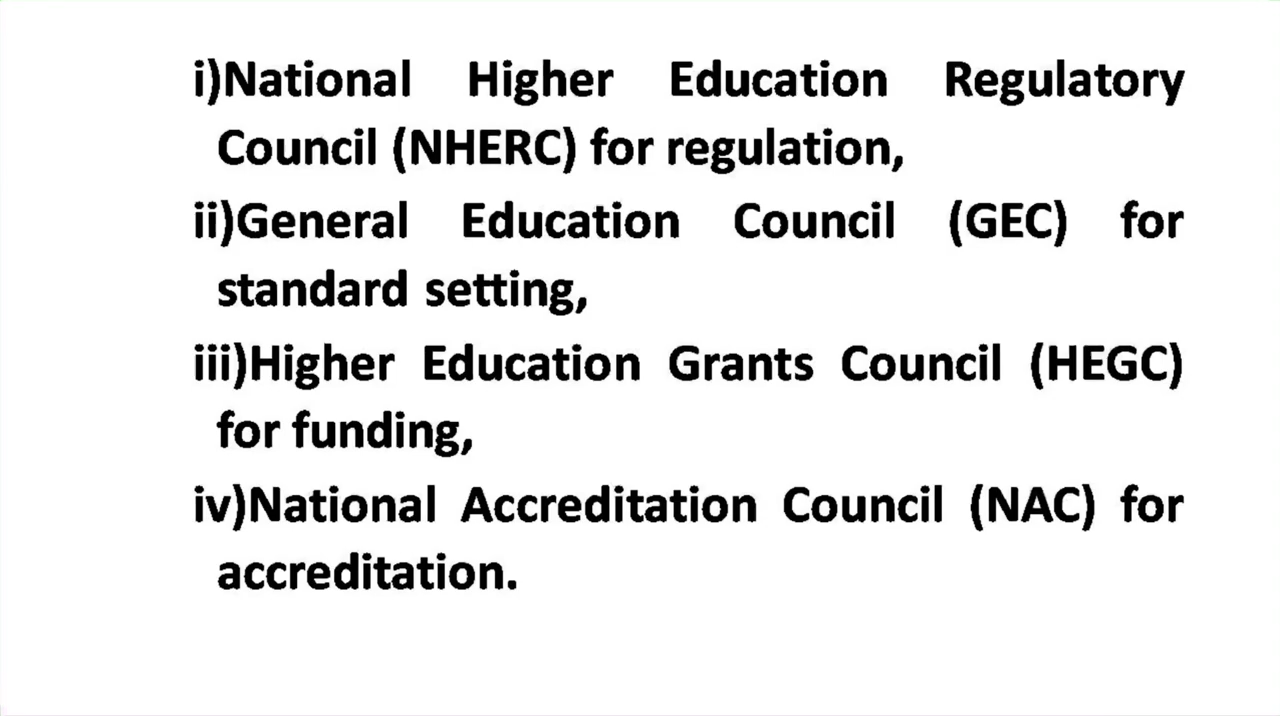 i)National Higher Education Regulatory
Council (NHERC) for regulation,
ii)General Education Council (GEC) for
standard setting,
iii)Higher Education Grants Council (HEGC)
for funding,
iv)National Accreditation Council (NAC) for
accreditation.